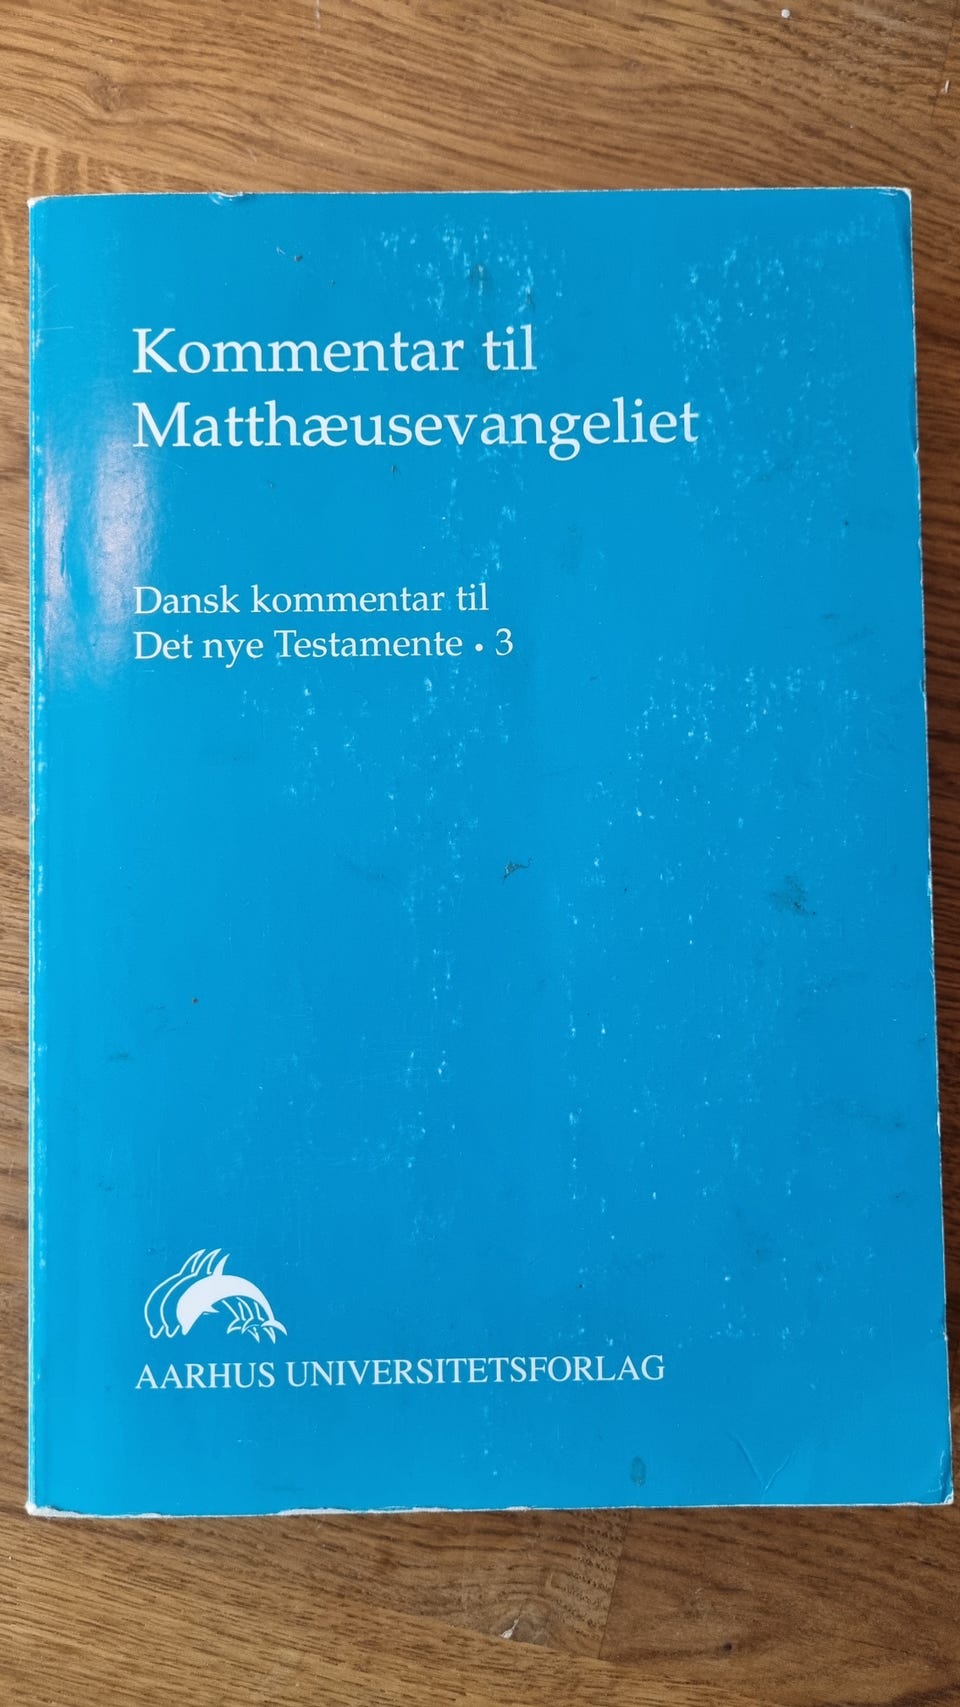 Kommentar til
Matthæusevangeliet
Dansk kommentar til
Det nye Testamente • 3
AARHUS UNIVERSITETSFORLAG